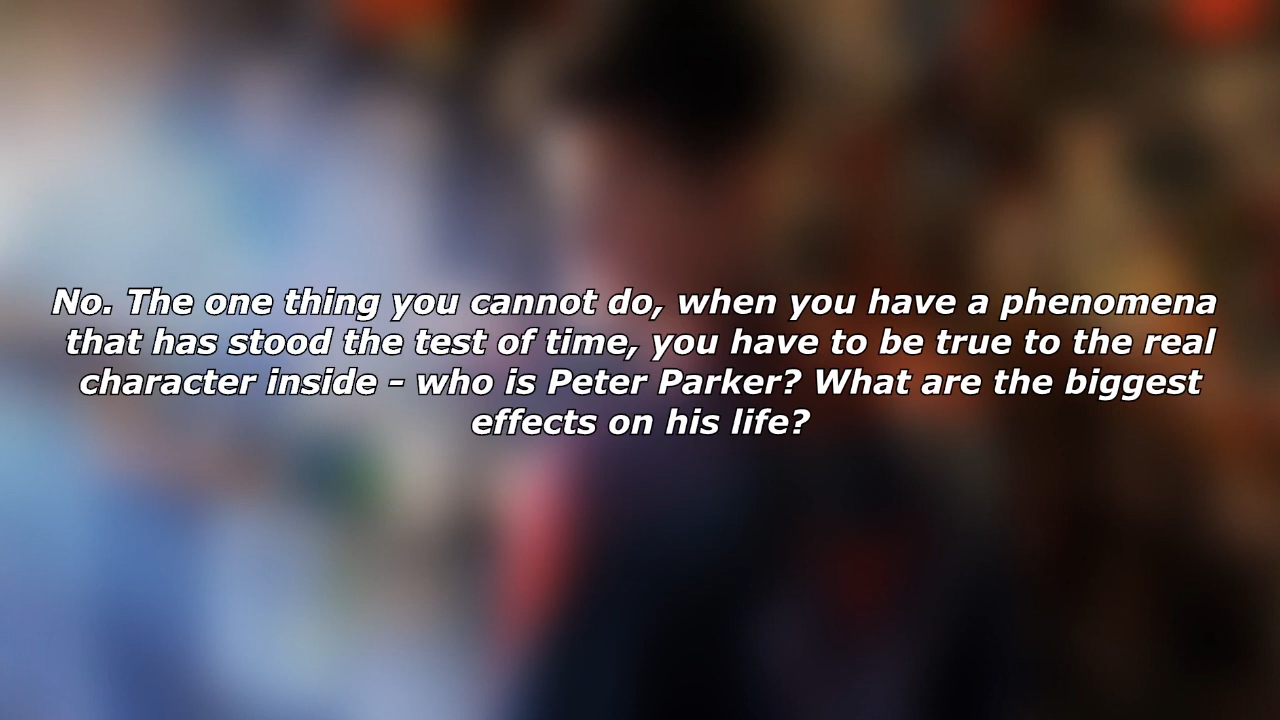 No. The one thing you cannot do, when you have a phenomena
that has stood the test of time, you have to be true to the real
character inside - who is Peter Parker? What are the biggest
effects on his life?